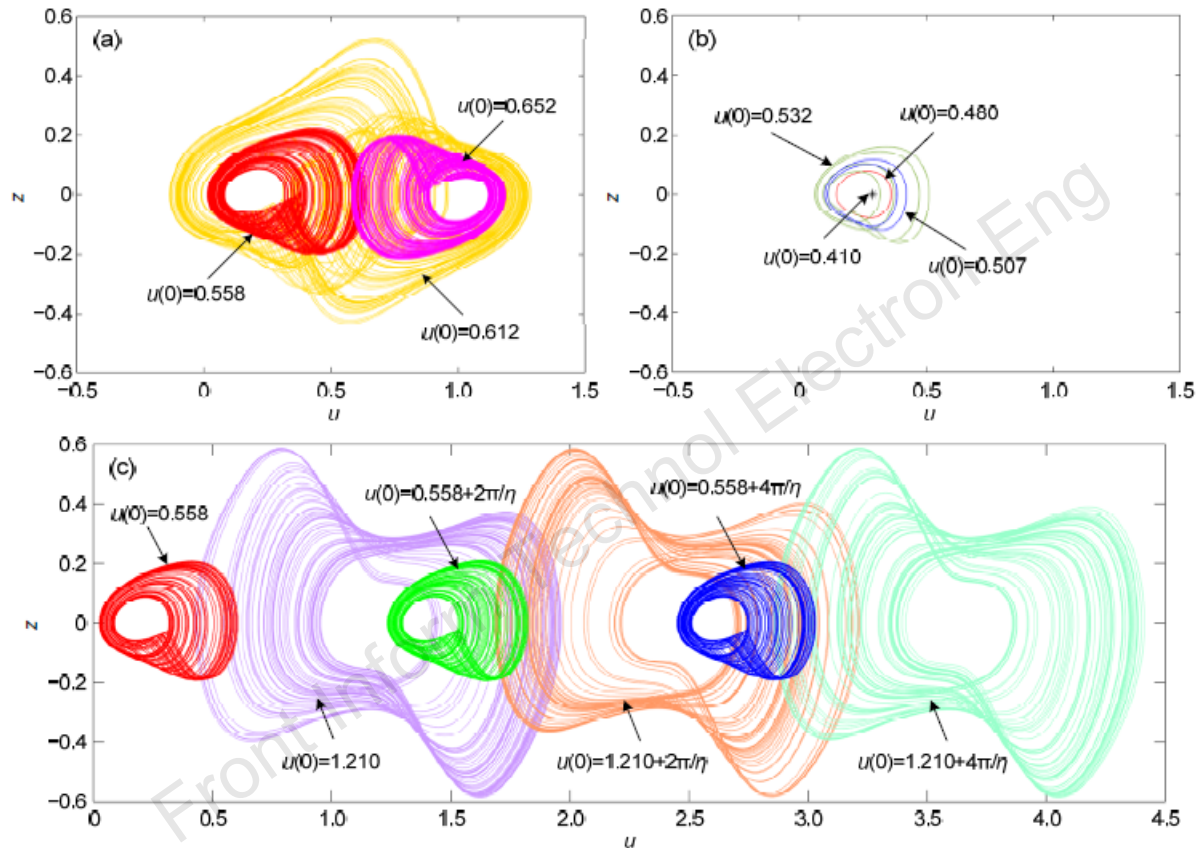 (a)
0.6
0.4
0.2
0
−0.2
−0.4
−0.6
z
−0.5
0
0.5
1.0
1.5
u
u(0)=0.652
u(0)=0.558
u(0)=0.612
(b)
0.6
0.4
0.2
0
−0.2
−0.4
−0.6
z
−0.5
0
0.5
1.0
1.5
u
u(0)=0.532
u(0)=0.480
u(0)=0.410
u(0)=0.507
(c)
0.6
0.4
0.2
0
−0.2
−0.4
−0.6
z
0
0.5
1.0
1.5
2.0
2.5
3.0
3.5
4.0
4.5
u
u(0)=0.558
u(0)=0.558+2π/η
u(0)=0.558+4π/η
u(0)=1.210
u(0)=1.210+2π/η
u(0)=1.210+4π/η
Front Inform Technol Electron Eng